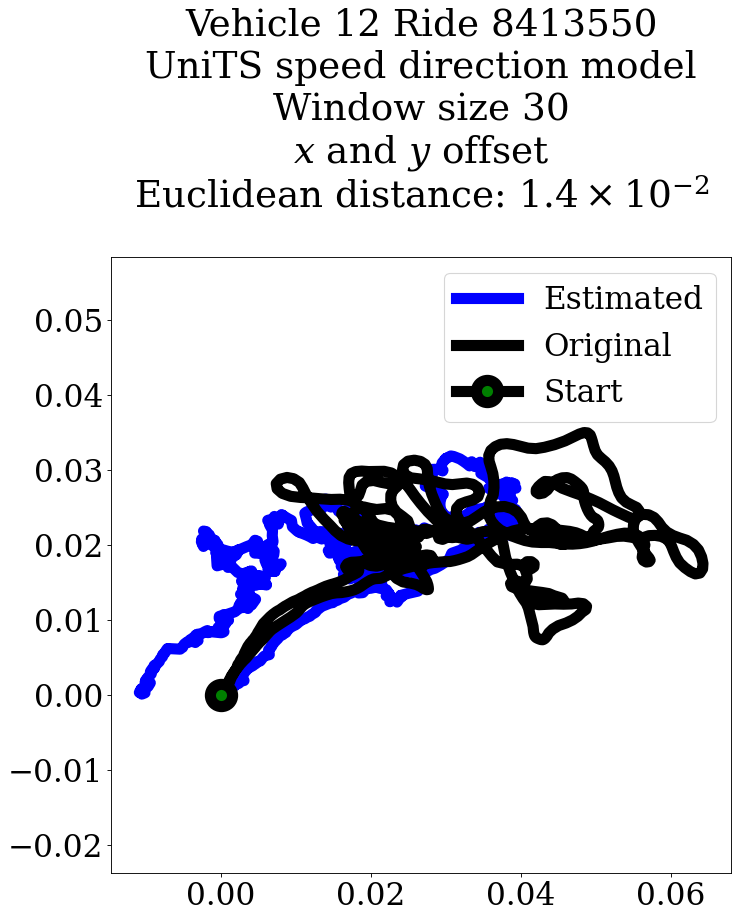 Vehicle 12 Ride 8413550
UniTS speed direction model
Window size 30
x and y offset
Euclidean distance: 1.4 × 10⁻²
Estimated
Original
Start
0.05
0.04
0.03
0.02
0.01
0.00
−0.01
−0.02
0.00 0.02 0.04 0.06